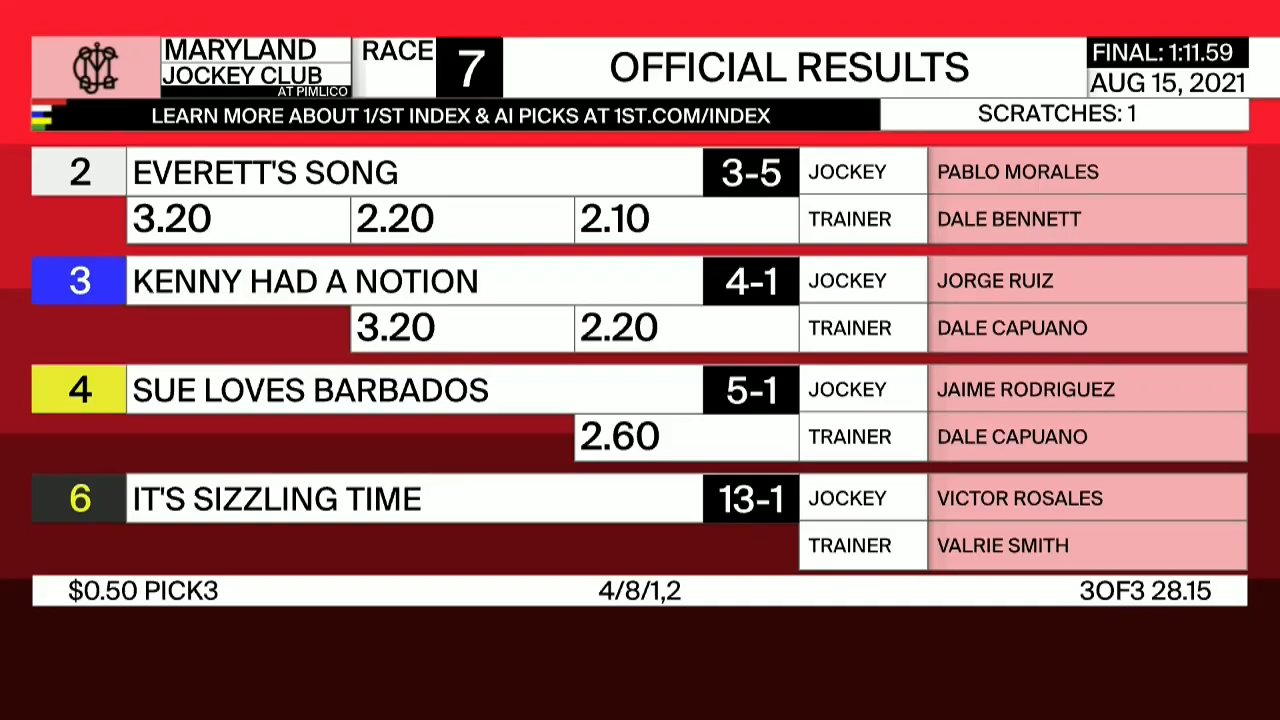 MARYLAND
JOCKEY CLUB
AT PIMLICO
RACE 7
OFFICIAL RESULTS
FINAL: 1:11.59
AUG 15, 2021
LEARN MORE ABOUT 1/ST INDEX & AI PICKS AT 1ST.COM/INDEX
SCRATCHES: 1
2 EVERETT'S SONG 3-5 JOCKEY PABLO MORALES
3.20 2.20 2.10 TRAINER DALE BENNETT
3 KENNY HAD A NOTION 4-1 JOCKEY JORGE RUIZ
3.20 2.20 TRAINER DALE CAPUANO
4 SUE LOVES BARBADOS 5-1 JOCKEY JAIME RODRIGUEZ
2.60 TRAINER DALE CAPUANO
6 IT'S SIZZLING TIME 13-1 JOCKEY VICTOR ROSALES
TRAINER VALRIE SMITH
$0.50 PICK3 4/8/1,2 3OF3 28.15